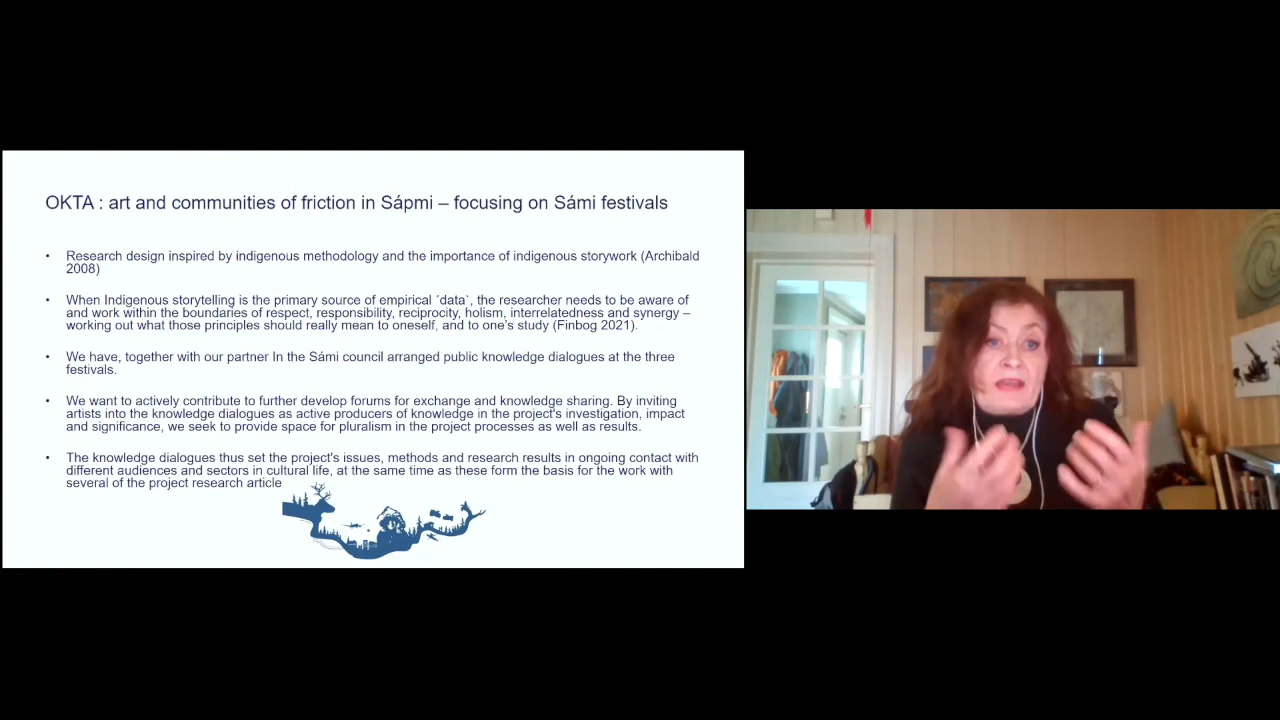 OKTA : art and communities of friction in Sápmi – focusing on Sámi festivals
• Research design inspired by indigenous methodology and the importance of indigenous storywork (Archibald
2008)
• When Indigenous storytelling is the primary source of empirical ´data`, the researcher needs to be aware of
and work within the boundaries of respect, responsibility, reciprocity, holism, interrelatedness and synergy –
working out what those principles should really mean to oneself, and to one's study (Finbog 2021).
• We have, together with our partner In the Sámi council arranged public knowledge dialogues at the three
festivals.
• We want to actively contribute to further develop forums for exchange and knowledge sharing. By inviting
artists into the knowledge dialogues as active producers of knowledge in the project's investigation, impact
and significance, we seek to provide space for pluralism in the project processes as well as results.
• The knowledge dialogues thus set the project's issues, methods and research results in ongoing contact with
different audiences and sectors in cultural life, at the same time as these form the basis for the work with
several of the project research article